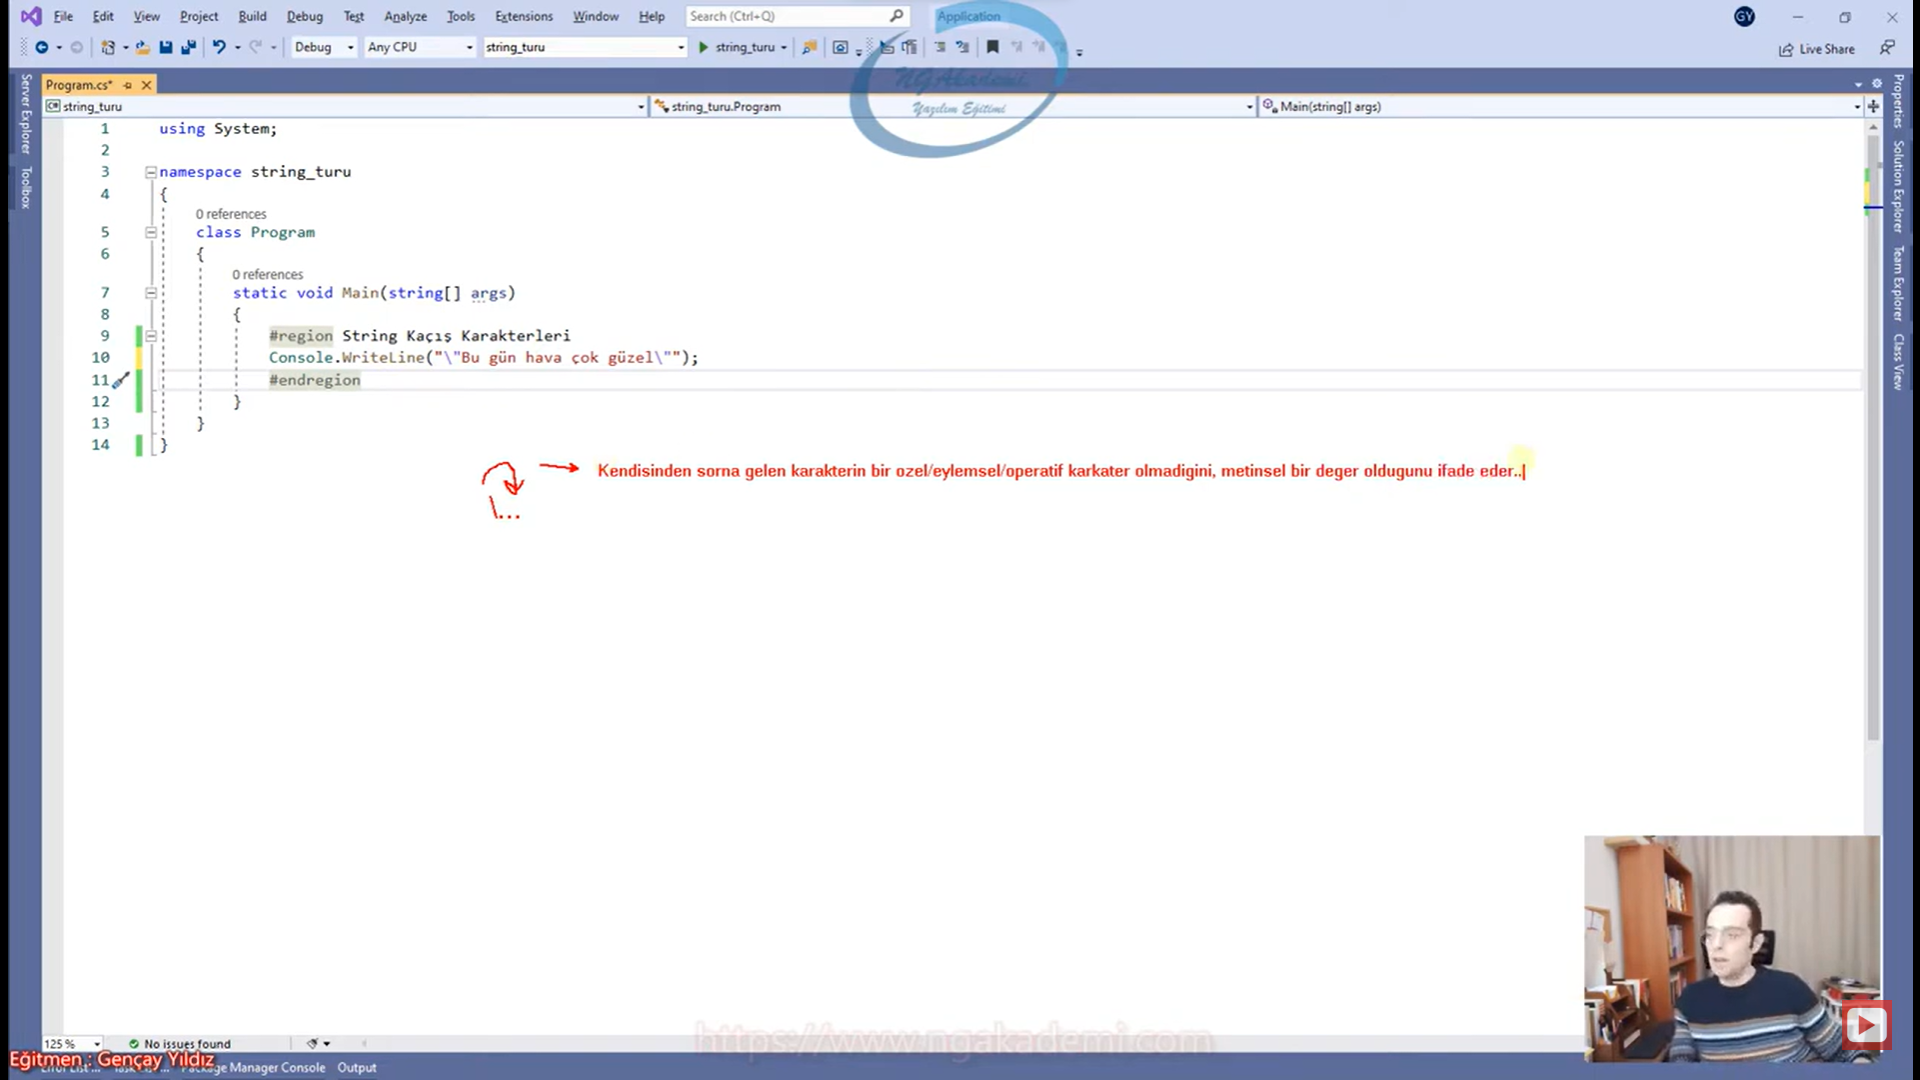 File Edit View Project Build Debug Test Analyze Tools Extensions Window Help Search (Ctrl+Q) Application GY
Debug Any CPU string_turu string_turu Live Share
NGAkademi
Yazılım Eğitimi
Program.cs*
string_turu string_turu.Program Main(string[] args)
Server Explorer
Toolbox
Properties
Solution Explorer
Team Explorer
Class View
1 using System;
2
3 namespace string_turu
4 {
0 references
5 class Program
6 {
0 references
7 static void Main(string[] args)
8 {
9 #region String Kaçış Karakterleri
10 Console.WriteLine("\"Bu gün hava çok güzel\"");
11 #endregion
12 }
13 }
14 }
Kendisinden sorna gelen karakterin bir ozel/eylemsel/operatif karkater olmadigini, metinsel bir deger oldugunu ifade eder..
\...
125 % No issues found
https://www.ngakademi.com
Eğitmen : Gençay Yıldız
Package Manager Console Output